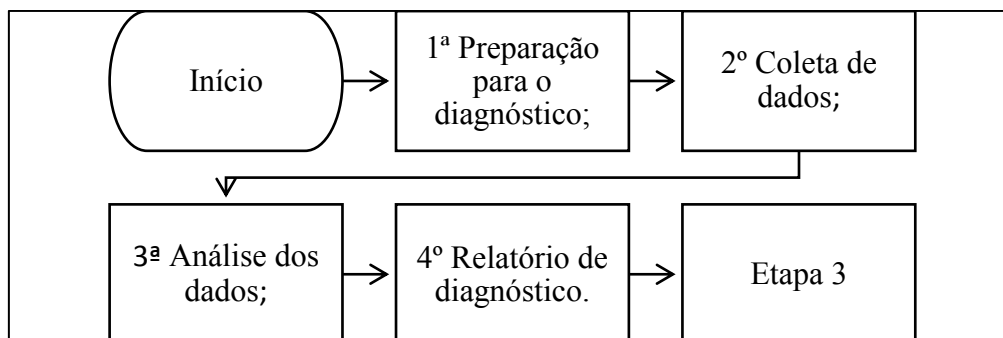 Início
1ª Preparação
para o
diagnóstico;
2º Coleta de
dados;
3ª Análise dos
dados;
4º Relatório de
diagnóstico.
Etapa 3